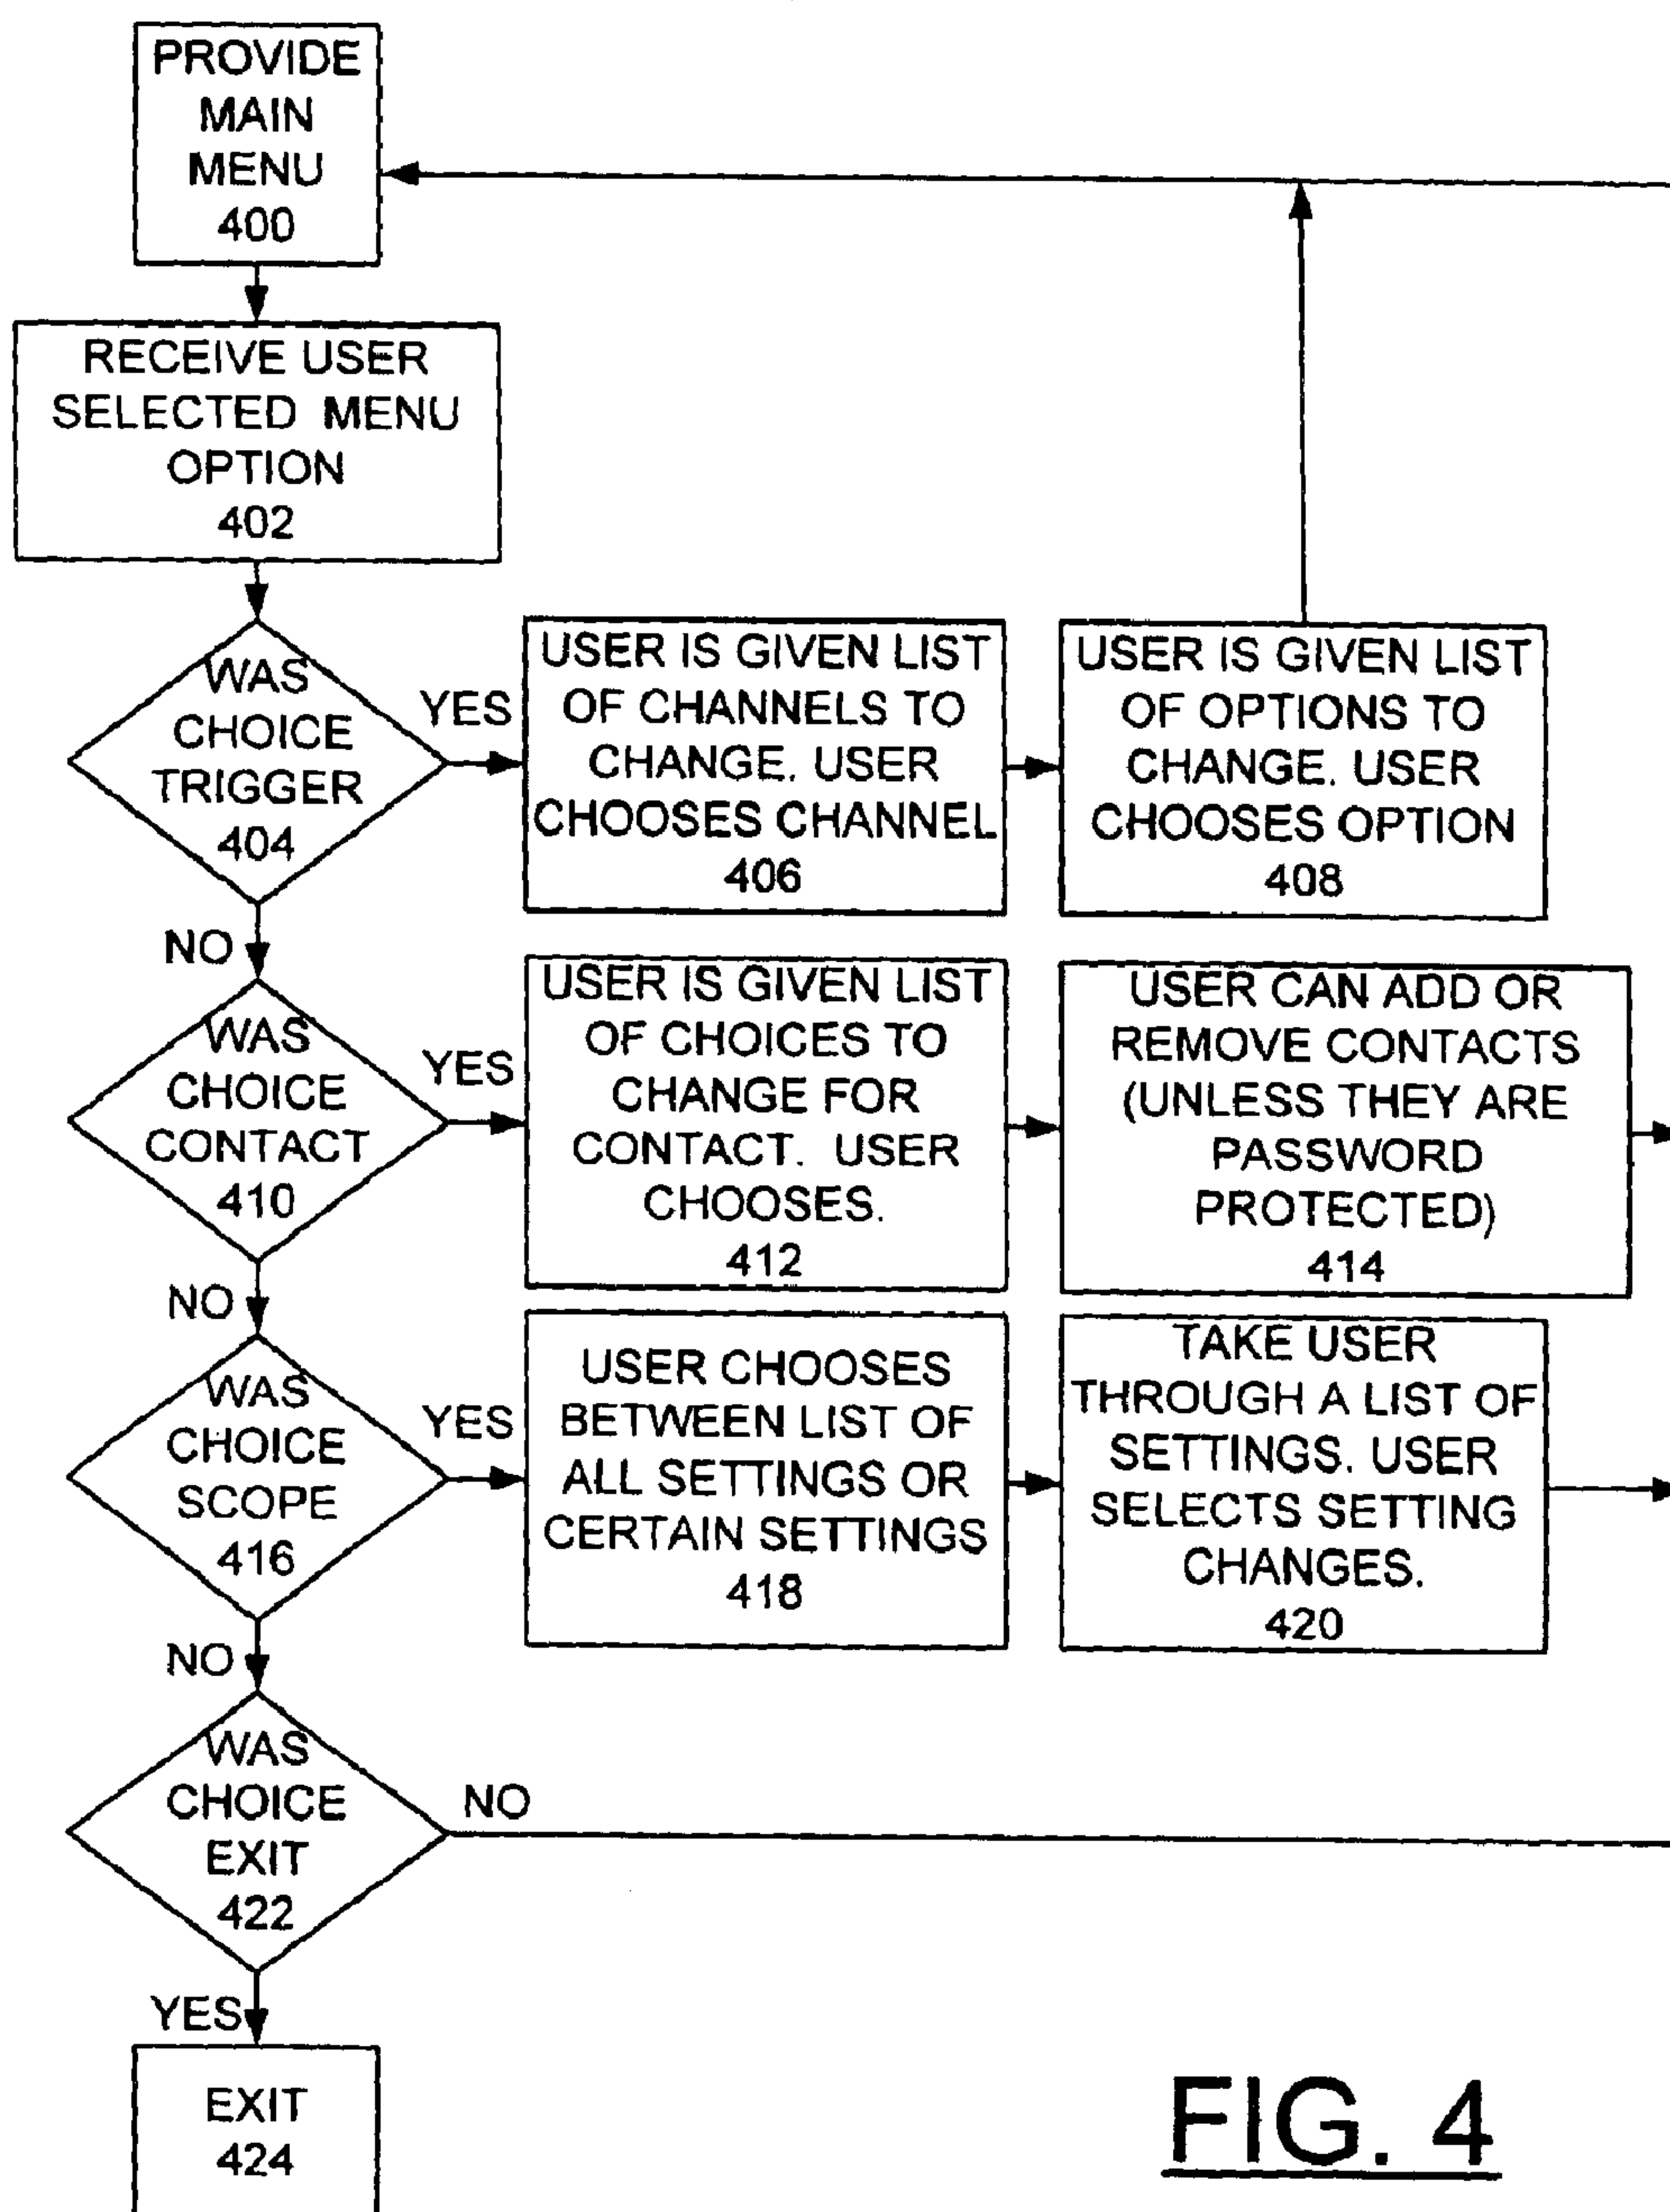 PROVIDE
MAIN
MENU
400
RECEIVE USER
SELECTED MENU
OPTION
402
WAS
CHOICE
TRIGGER
404
YES
USER IS GIVEN LIST
OF CHANNELS TO
CHANGE. USER
CHOOSES CHANNEL
406
USER IS GIVEN LIST
OF OPTIONS TO
CHANGE. USER
CHOOSES OPTION
408
NO
WAS
CHOICE
CONTACT
410
YES
USER IS GIVEN LIST
OF CHOICES TO
CHANGE FOR
CONTACT. USER
CHOOSES.
412
USER CAN ADD OR
REMOVE CONTACTS
(UNLESS THEY ARE
PASSWORD
PROTECTED)
414
NO
WAS
CHOICE
SCOPE
416
YES
USER CHOOSES
BETWEEN LIST OF
ALL SETTINGS OR
CERTAIN SETTINGS
418
TAKE USER
THROUGH A LIST OF
SETTINGS. USER
SELECTS SETTING
CHANGES.
420
NO
WAS
CHOICE
EXIT
422
NO
YES
EXIT
424
FIG. 4